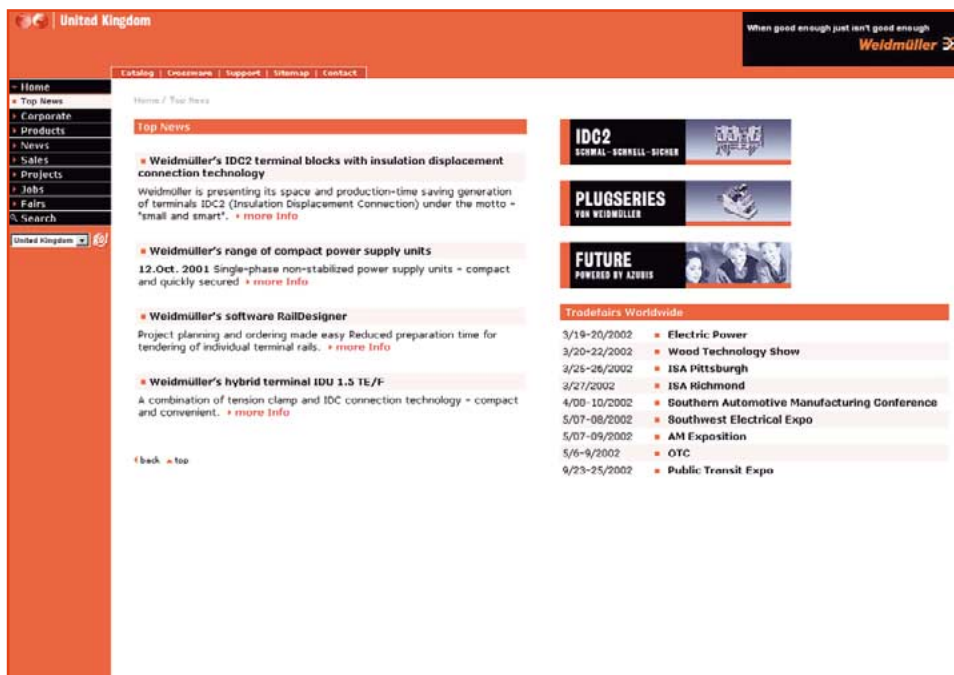 United Kingdom
When good enough just isn't good enough
Weidmüller
Catalog | Crossware | Support | Sitemap | Contact
Home
Top News
Corporate
Products
News
Sales
Projects
Jobs
Fairs
Search
United Kingdom
Home / Top News
Top News
Weidmüller's IDC2 terminal blocks with insulation displacement
connection technology
Weidmüller is presenting its space and production-time saving generation
of terminals IDC2 (Insulation Displacement Connection) under the motto -
"small and smart". more Info
Weidmüller's range of compact power supply units
12.Oct. 2001 Single-phase non-stabilized power supply units - compact
and quickly secured more Info
Weidmüller's software RailDesigner
Project planning and ordering made easy Reduced preparation time for
tendering of individual terminal rails. more Info
Weidmüller's hybrid terminal IDU 1.5 TE/F
A combination of tension clamp and IDC connection technology - compact
and convenient. more Info
back top
IDC2
SCHMAL-SCHNELL-SICHER
PLUGSERIES
VON WEIDMÜLLER
FUTURE
POWERED BY AZUBIS
Tradefairs Worldwide
3/19-20/2002 Electric Power
3/20-22/2002 Wood Technology Show
3/25-26/2002 ISA Pittsburgh
3/27/2002 ISA Richmond
4/08-10/2002 Southern Automotive Manufacturing Conference
5/07-08/2002 Southwest Electrical Expo
5/07-09/2002 AM Exposition
5/6-9/2002 OTC
9/23-25/2002 Public Transit Expo